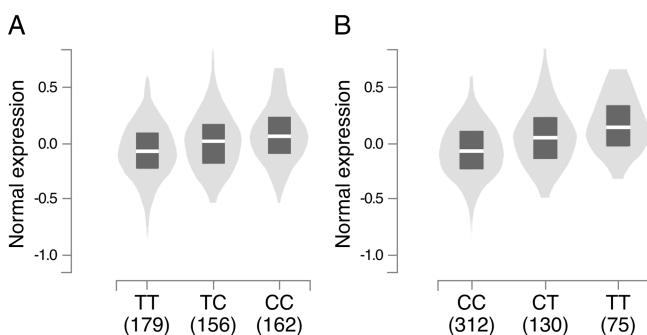 A
Normal expression
0.5
0.0
-0.5
-1.0
TT TC CC
(179) (156) (162)
B
Normal expression
0.5
0.0
-0.5
-1.0
CC CT TT
(312) (130) (75)